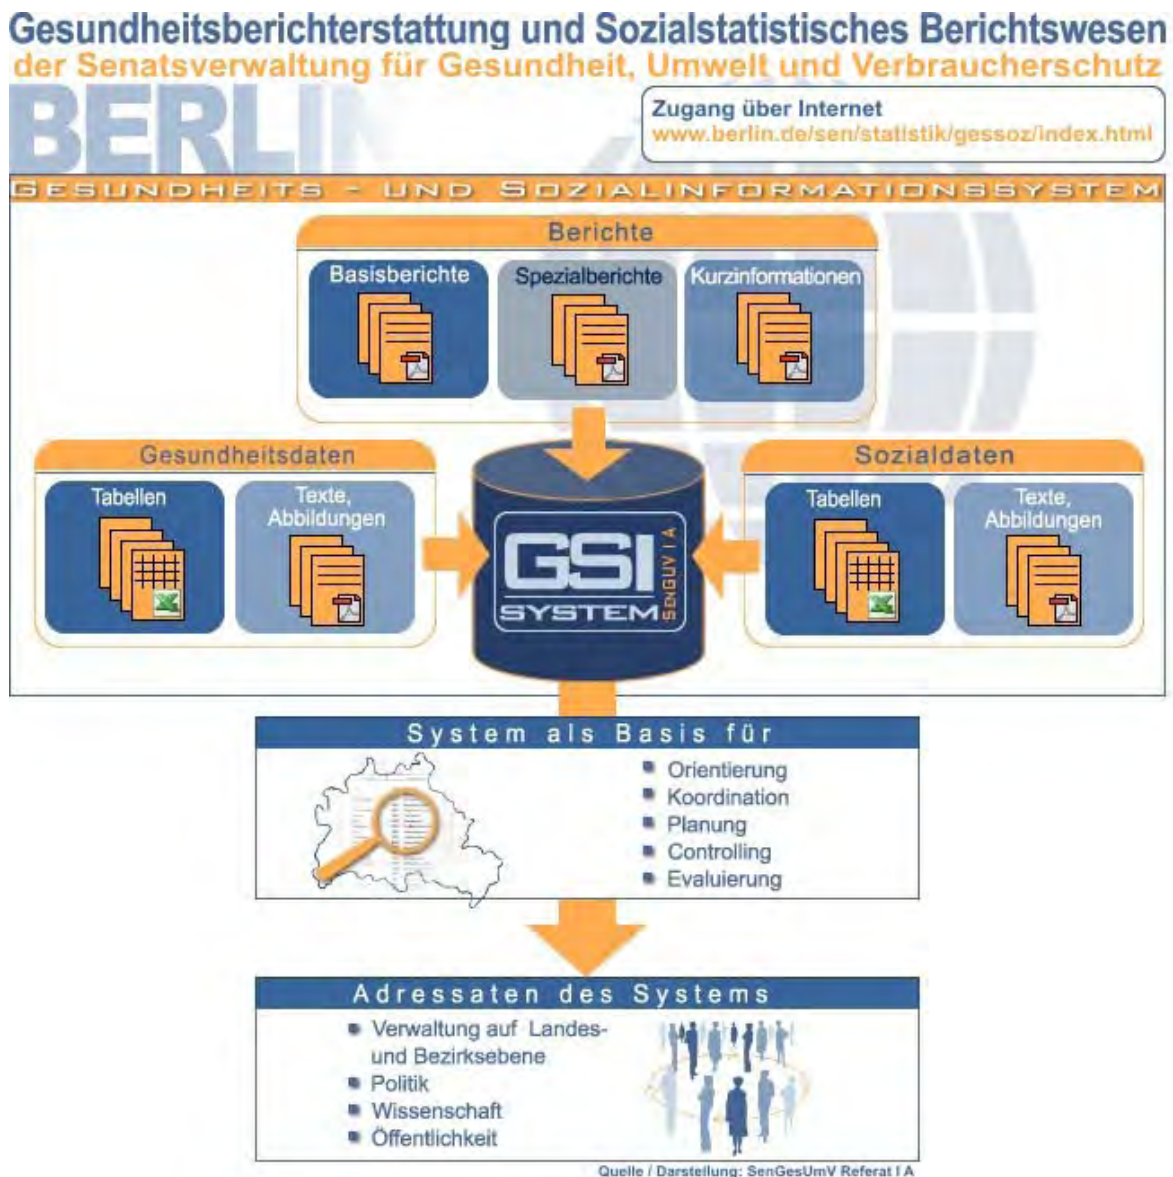 Gesundheitsberichterstattung und Sozialstatistisches Berichtswesen
der Senatsverwaltung für Gesundheit, Umwelt und Verbraucherschutz
BERLIN
Zugang über Internet
www.berlin.de/sen/statistik/gessoz/index.html
GESUNDHEITS - UND SOZIALINFORMATIONSSYSTEM
Berichte
Basisberichte
Spezialberichte
Kurzinformationen
Gesundheitsdaten
Tabellen
Texte,
Abbildungen
GSI
SYSTEM
SENGUV I A
Sozialdaten
Tabellen
Texte,
Abbildungen
System als Basis für
Orientierung
Koordination
Planung
Controlling
Evaluierung
Adressaten des Systems
Verwaltung auf Landes-
und Bezirksebene
Politik
Wissenschaft
Öffentlichkeit
Quelle / Darstellung: SenGesUmV Referat I A